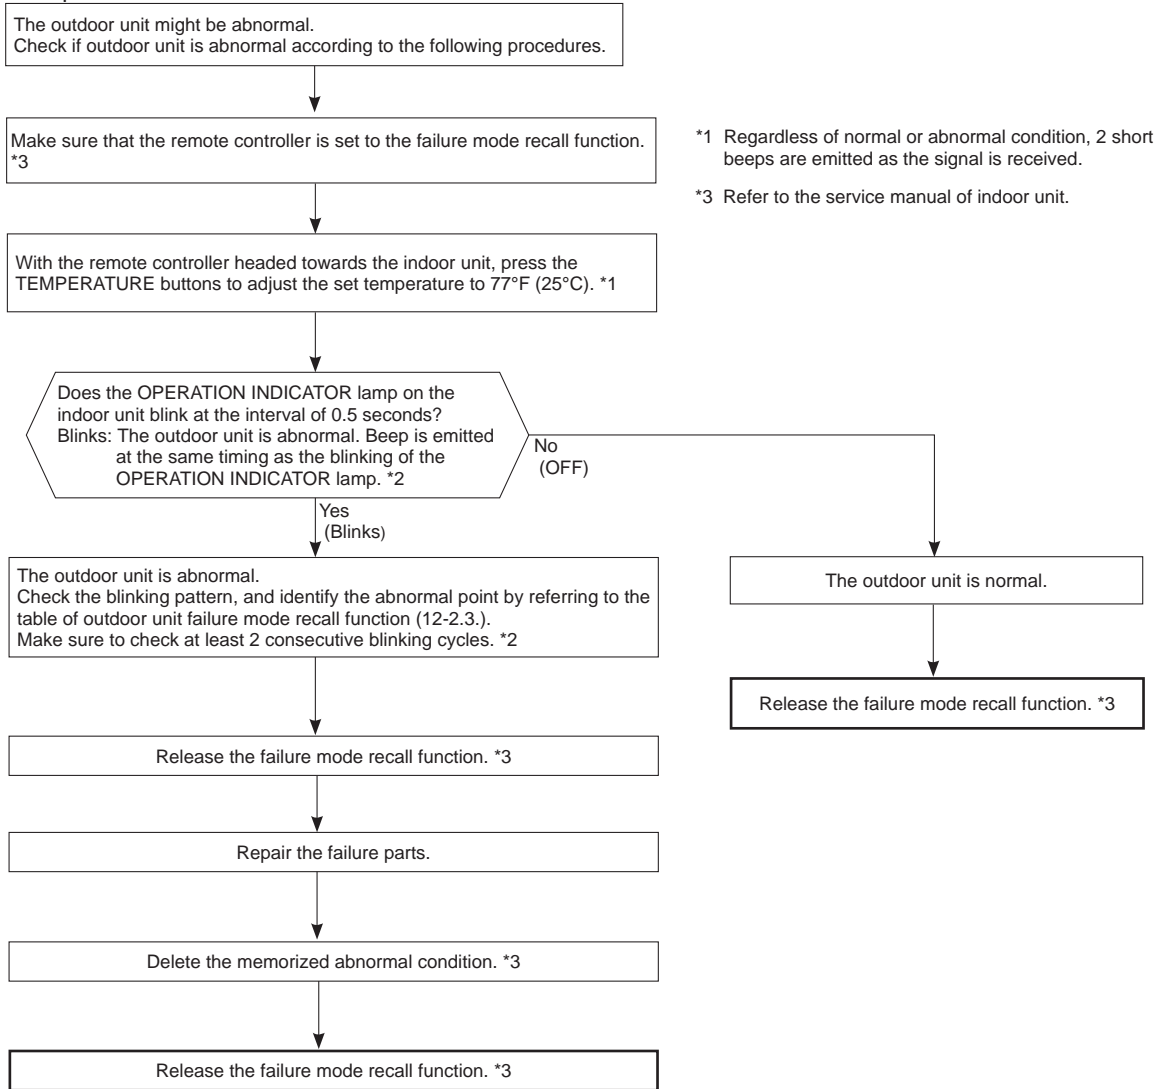 The outdoor unit might be abnormal.
Check if outdoor unit is abnormal according to the following procedures.
Make sure that the remote controller is set to the failure mode recall function.
*3
*1 Regardless of normal or abnormal condition, 2 short
beeps are emitted as the signal is received.
*3 Refer to the service manual of indoor unit.
With the remote controller headed towards the indoor unit, press the
TEMPERATURE buttons to adjust the set temperature to 77°F (25°C). *1
Does the OPERATION INDICATOR lamp on the
indoor unit blink at the interval of 0.5 seconds?
Blinks: The outdoor unit is abnormal. Beep is emitted
at the same timing as the blinking of the
OPERATION INDICATOR lamp. *2
No
(OFF)
Yes
(Blinks)
The outdoor unit is abnormal.
Check the blinking pattern, and identify the abnormal point by referring to the
table of outdoor unit failure mode recall function (12-2.3.).
Make sure to check at least 2 consecutive blinking cycles. *2
The outdoor unit is normal.
Release the failure mode recall function. *3
Release the failure mode recall function. *3
Repair the failure parts.
Delete the memorized abnormal condition. *3
Release the failure mode recall function. *3